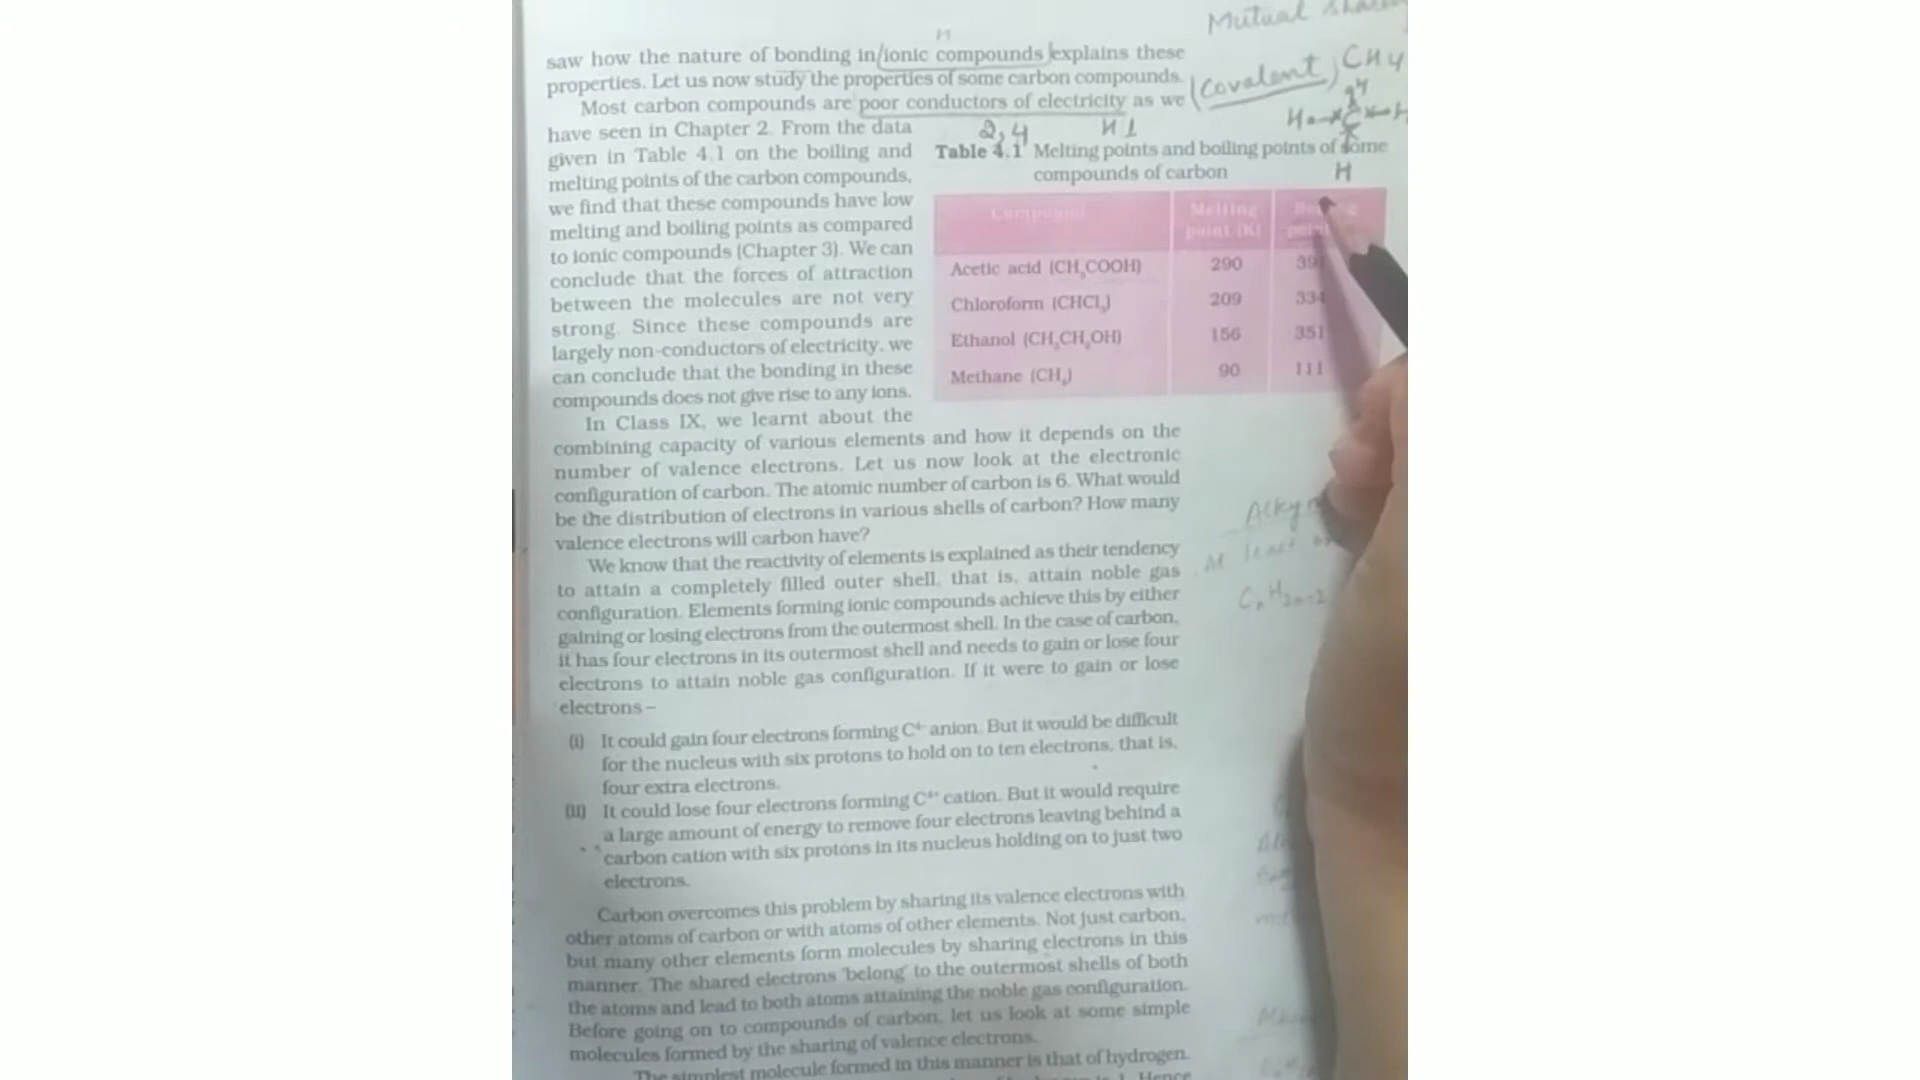 Mutual
saw how the nature of bonding in ionic compounds explains these
properties. Let us now study the properties of some carbon compounds.
(Covalent) CH4
Most carbon compounds are poor conductors of electricity as we
have seen in Chapter 2. From the data
given in Table 4.1 on the boiling and
melting points of the carbon compounds,
we find that these compounds have low
melting and boiling points as compared
to ionic compounds (Chapter 3). We can
conclude that the forces of attraction
between the molecules are not very
strong. Since these compounds are
largely non-conductors of electricity, we
can conclude that the bonding in these
compounds does not give rise to any ions.
2,4 H1
H
Table 4.1 Melting points and boiling points of some
compounds of carbon
H
Compound Melting
point (K) point
Acetic acid (CH₃COOH) 290 391
Chloroform (CHCl₃) 209 334
Ethanol (CH₃CH₂OH) 156 351
Methane (CH₄) 90 111
In Class IX, we learnt about the
combining capacity of various elements and how it depends on the
number of valence electrons. Let us now look at the electronic
configuration of carbon. The atomic number of carbon is 6. What would
be the distribution of electrons in various shells of carbon? How many
valence electrons will carbon have?
We know that the reactivity of elements is explained as their tendency
to attain a completely filled outer shell, that is, attain noble gas
configuration. Elements forming ionic compounds achieve this by either
gaining or losing electrons from the outermost shell. In the case of carbon,
it has four electrons in its outermost shell and needs to gain or lose four
electrons to attain noble gas configuration. If it were to gain or lose
electrons –
At least
CnH2n-2
(i) It could gain four electrons forming C⁴⁻ anion. But it would be difficult
for the nucleus with six protons to hold on to ten electrons, that is,
four extra electrons.
(ii) It could lose four electrons forming C⁴⁺ cation. But it would require
a large amount of energy to remove four electrons leaving behind a
carbon cation with six protons in its nucleus holding on to just two
electrons.
Carbon overcomes this problem by sharing its valence electrons with
other atoms of carbon or with atoms of other elements. Not just carbon,
but many other elements form molecules by sharing electrons in this
manner. The shared electrons 'belong' to the outermost shells of both
the atoms and lead to both atoms attaining the noble gas configuration.
Before going on to compounds of carbon, let us look at some simple
molecules formed by the sharing of valence electrons.
The simplest molecule formed in this manner is that of hydrogen.
Hence